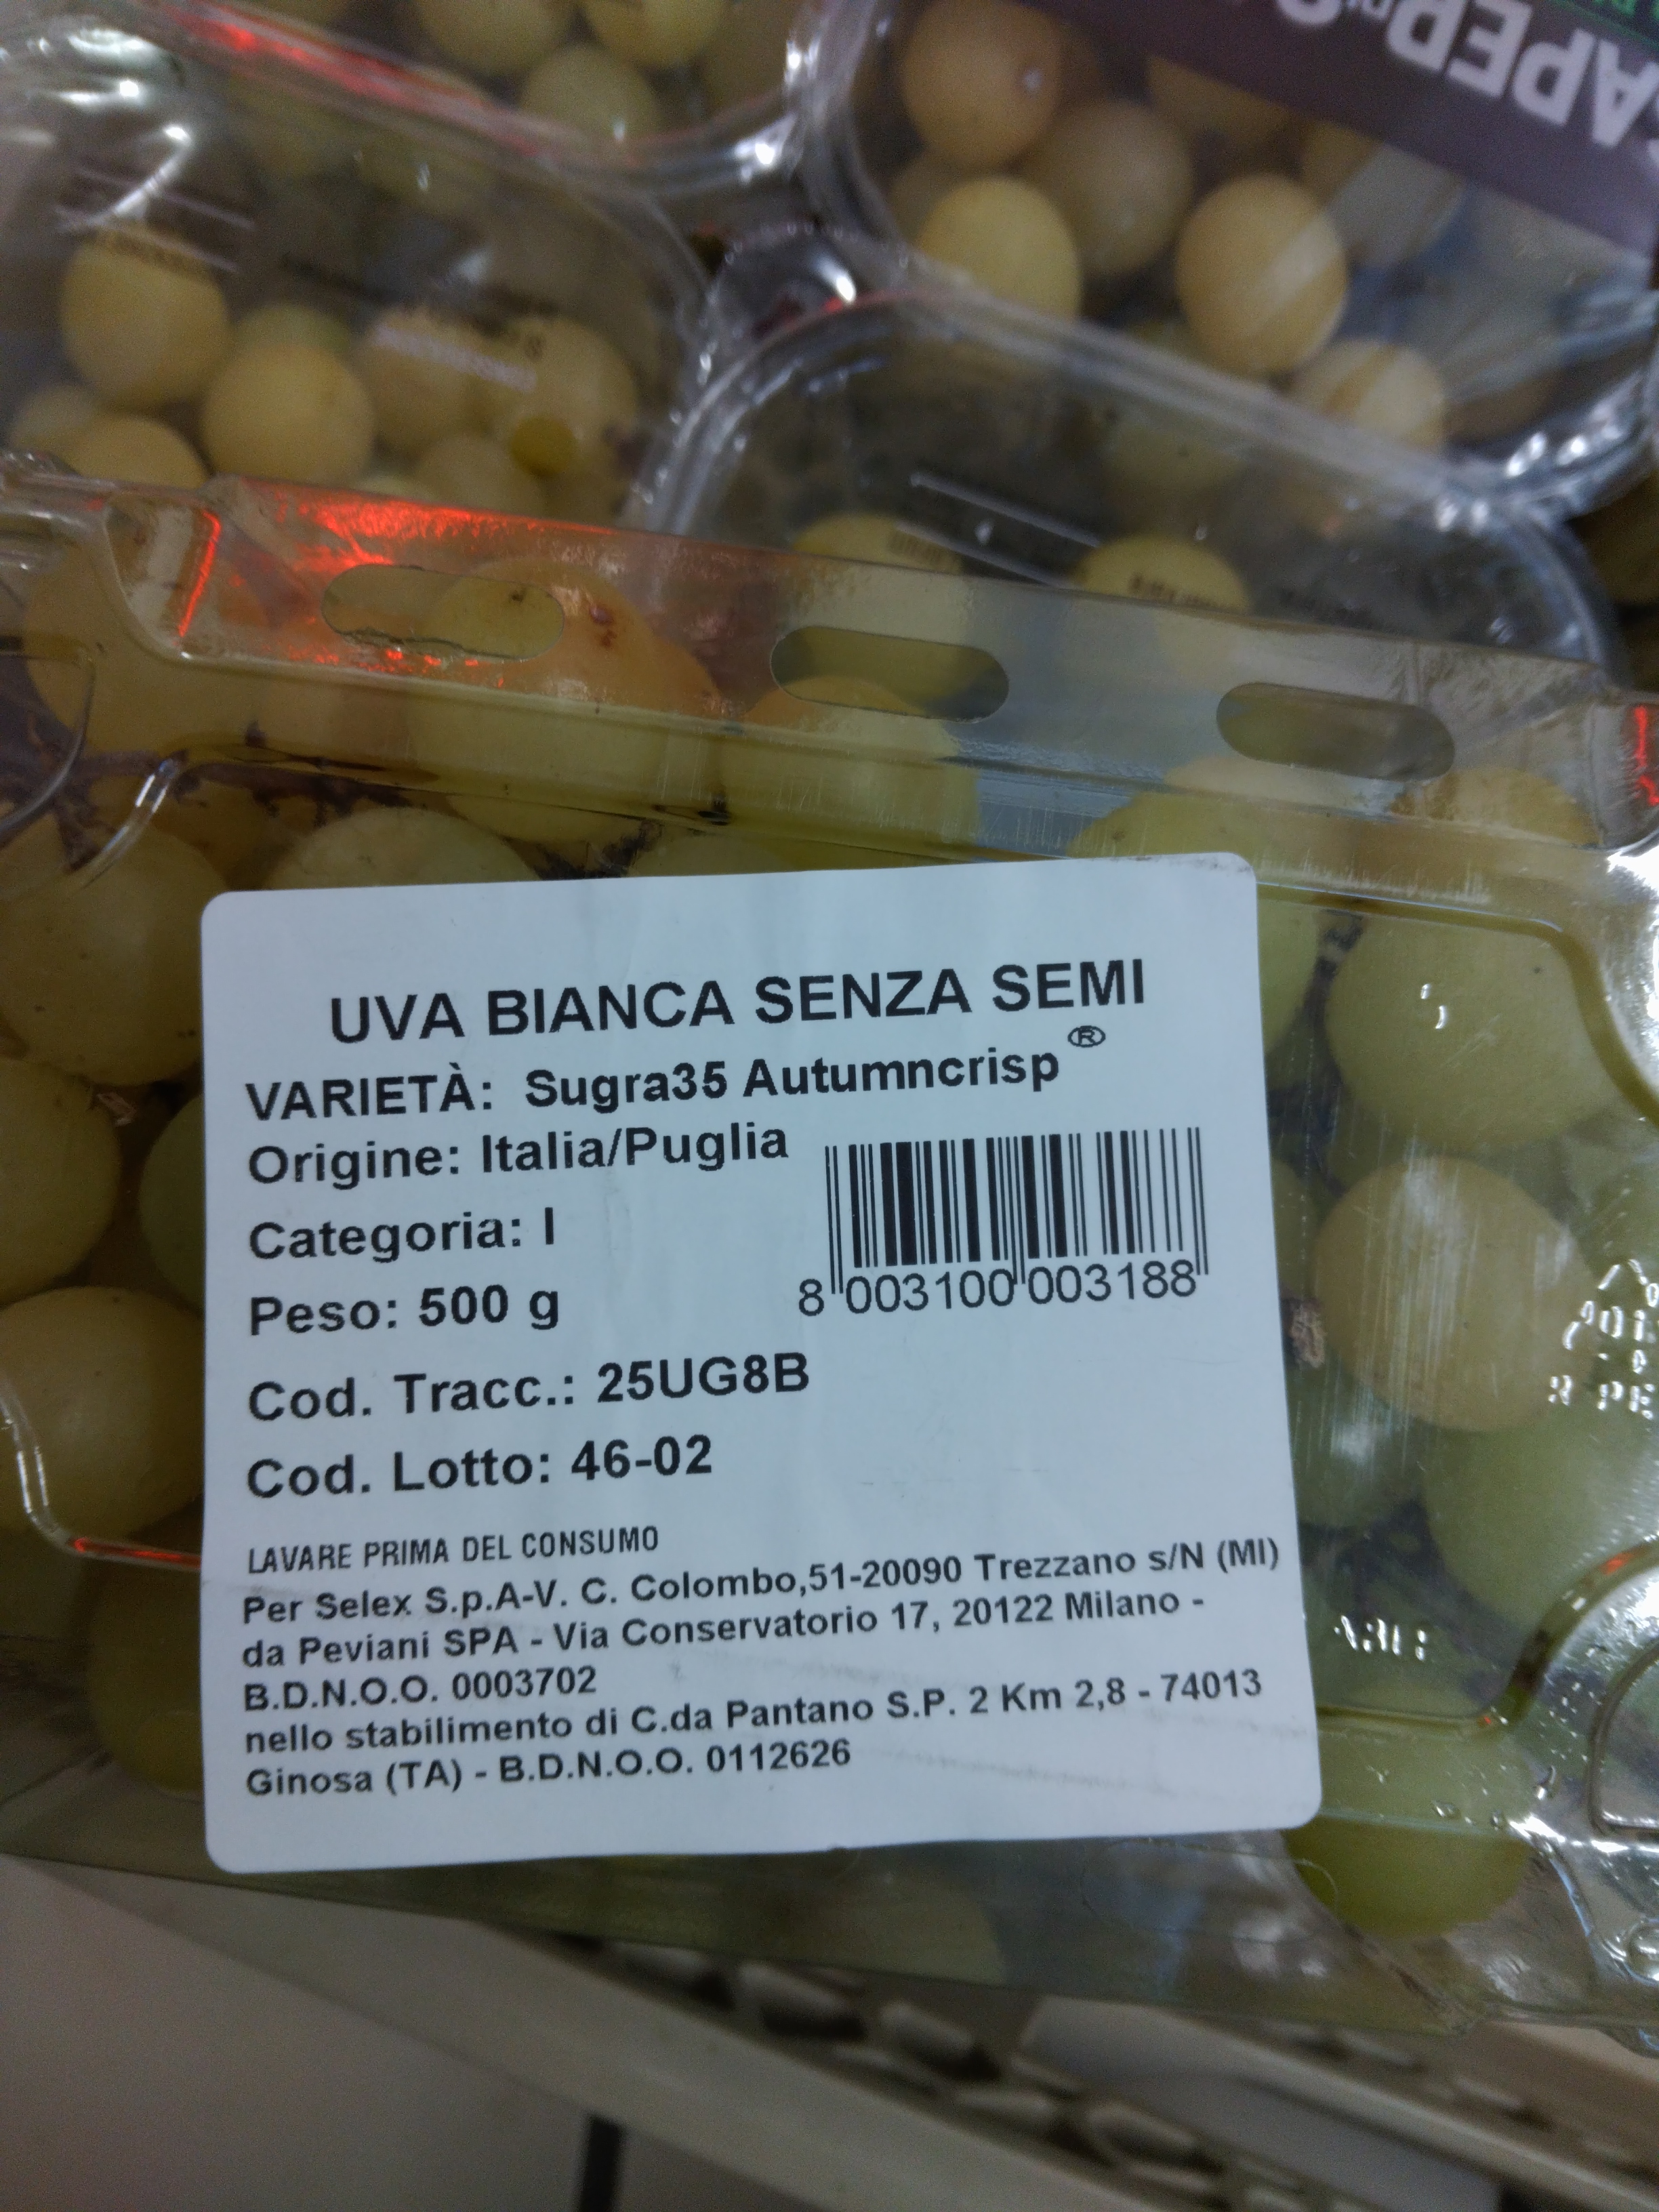 UVA BIANCA SENZA SEMI
VARIETÀ: Sugra35 Autumncrisp®
Origine: Italia/Puglia
Categoria: I
Peso: 500 g
8 003100 003188
Cod. Tracc.: 25UG8B
Cod. Lotto: 46-02
LAVARE PRIMA DEL CONSUMO
Per Selex S.p.A-V. C. Colombo,51-20090 Trezzano s/N (MI)
da Peviani SPA - Via Conservatorio 17, 20122 Milano -
B.D.N.O.O. 0003702
nello stabilimento di C.da Pantano S.P. 2 Km 2,8 - 74013
Ginosa (TA) - B.D.N.O.O. 0112626